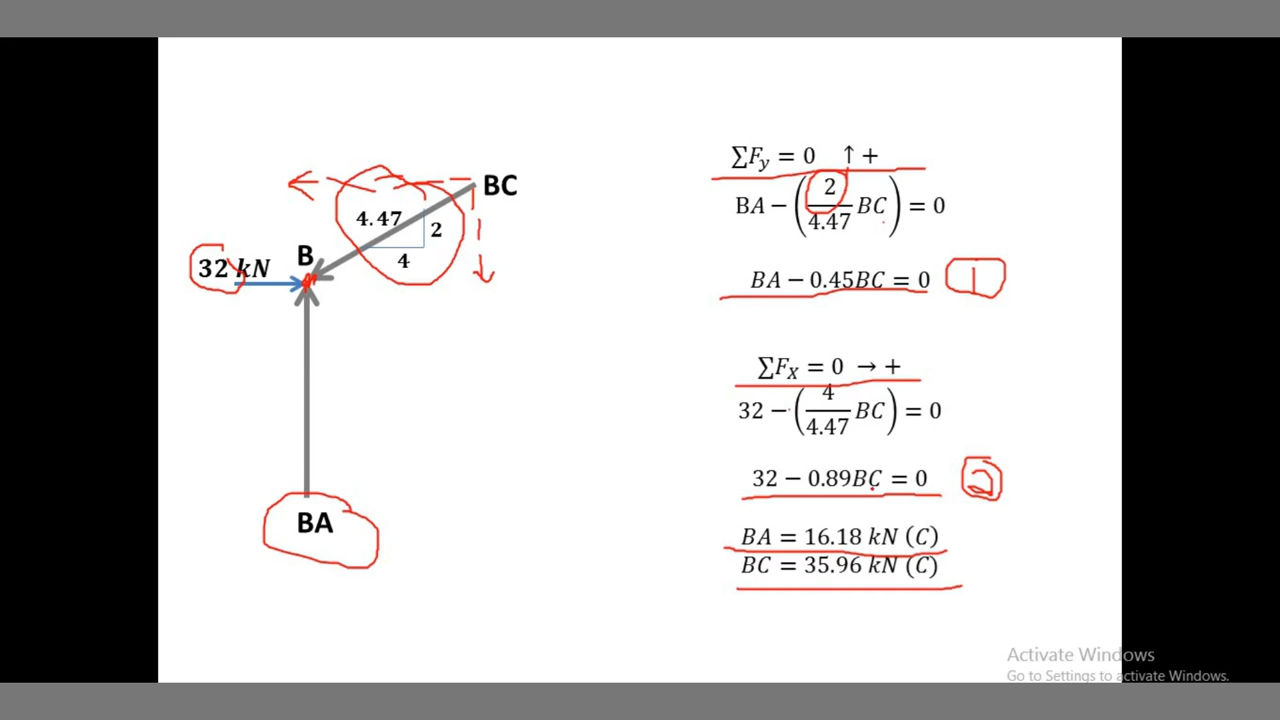 BC
4.47
2
4
B
32 kN
BA
∑F_y = 0 ↑ +
BA − (2/4.47 BC) = 0
BA − 0.45BC = 0
1
∑F_X = 0 → +
32 − (4/4.47 BC) = 0
32 − 0.89BC = 0
2
BA = 16.18 kN (C)
BC = 35.96 kN (C)
Activate Windows
Go to Settings to activate Windows.